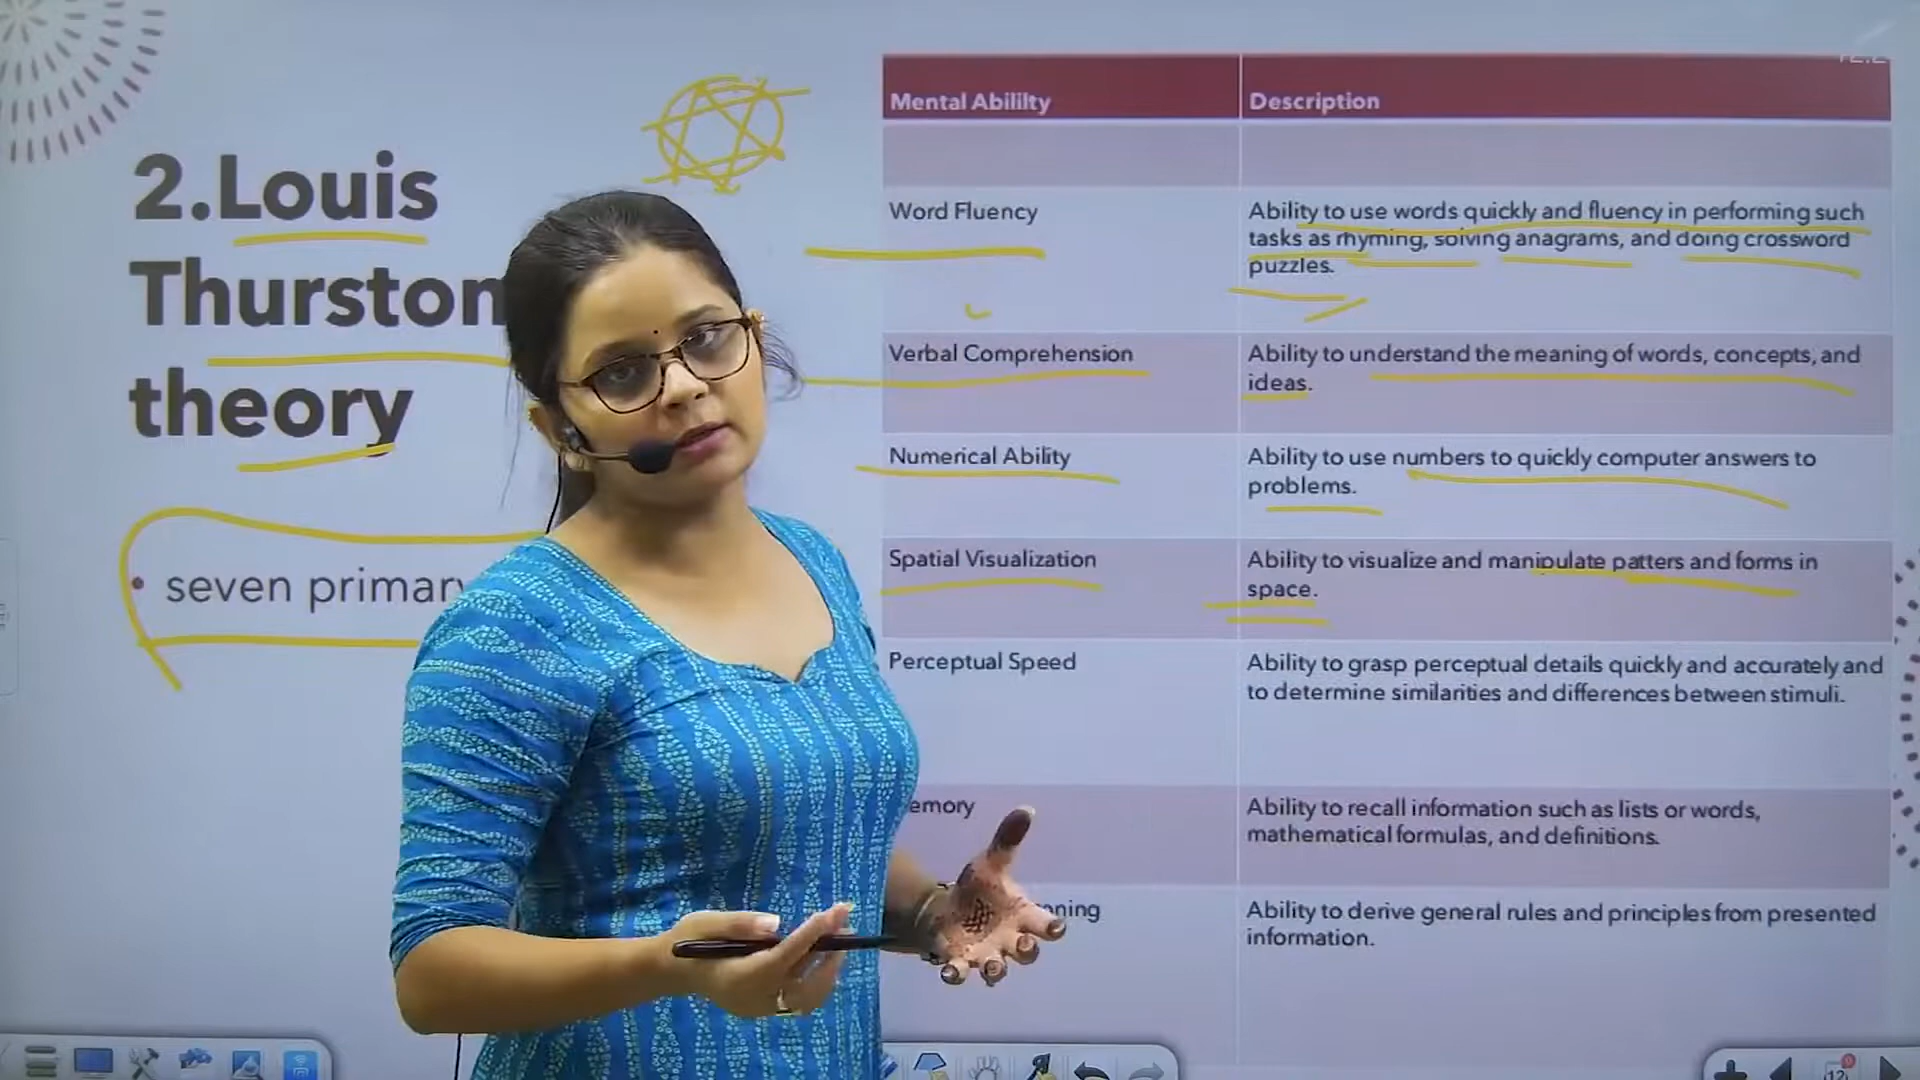 2.Louis
Thurston
theory
• seven primary
Mental Abililty
Description
Word Fluency
Ability to use words quickly and fluency in performing such
tasks as rhyming, solving anagrams, and doing crossword
puzzles.
Verbal Comprehension
Ability to understand the meaning of words, concepts, and
ideas.
Numerical Ability
Ability to use numbers to quickly computer answers to
problems.
Spatial Visualization
Ability to visualize and manipulate patters and forms in
space.
Perceptual Speed
Ability to grasp perceptual details quickly and accurately and
to determine similarities and differences between stimuli.
emory
Ability to recall information such as lists or words,
mathematical formulas, and definitions.
oning
Ability to derive general rules and principles from presented
information.
12